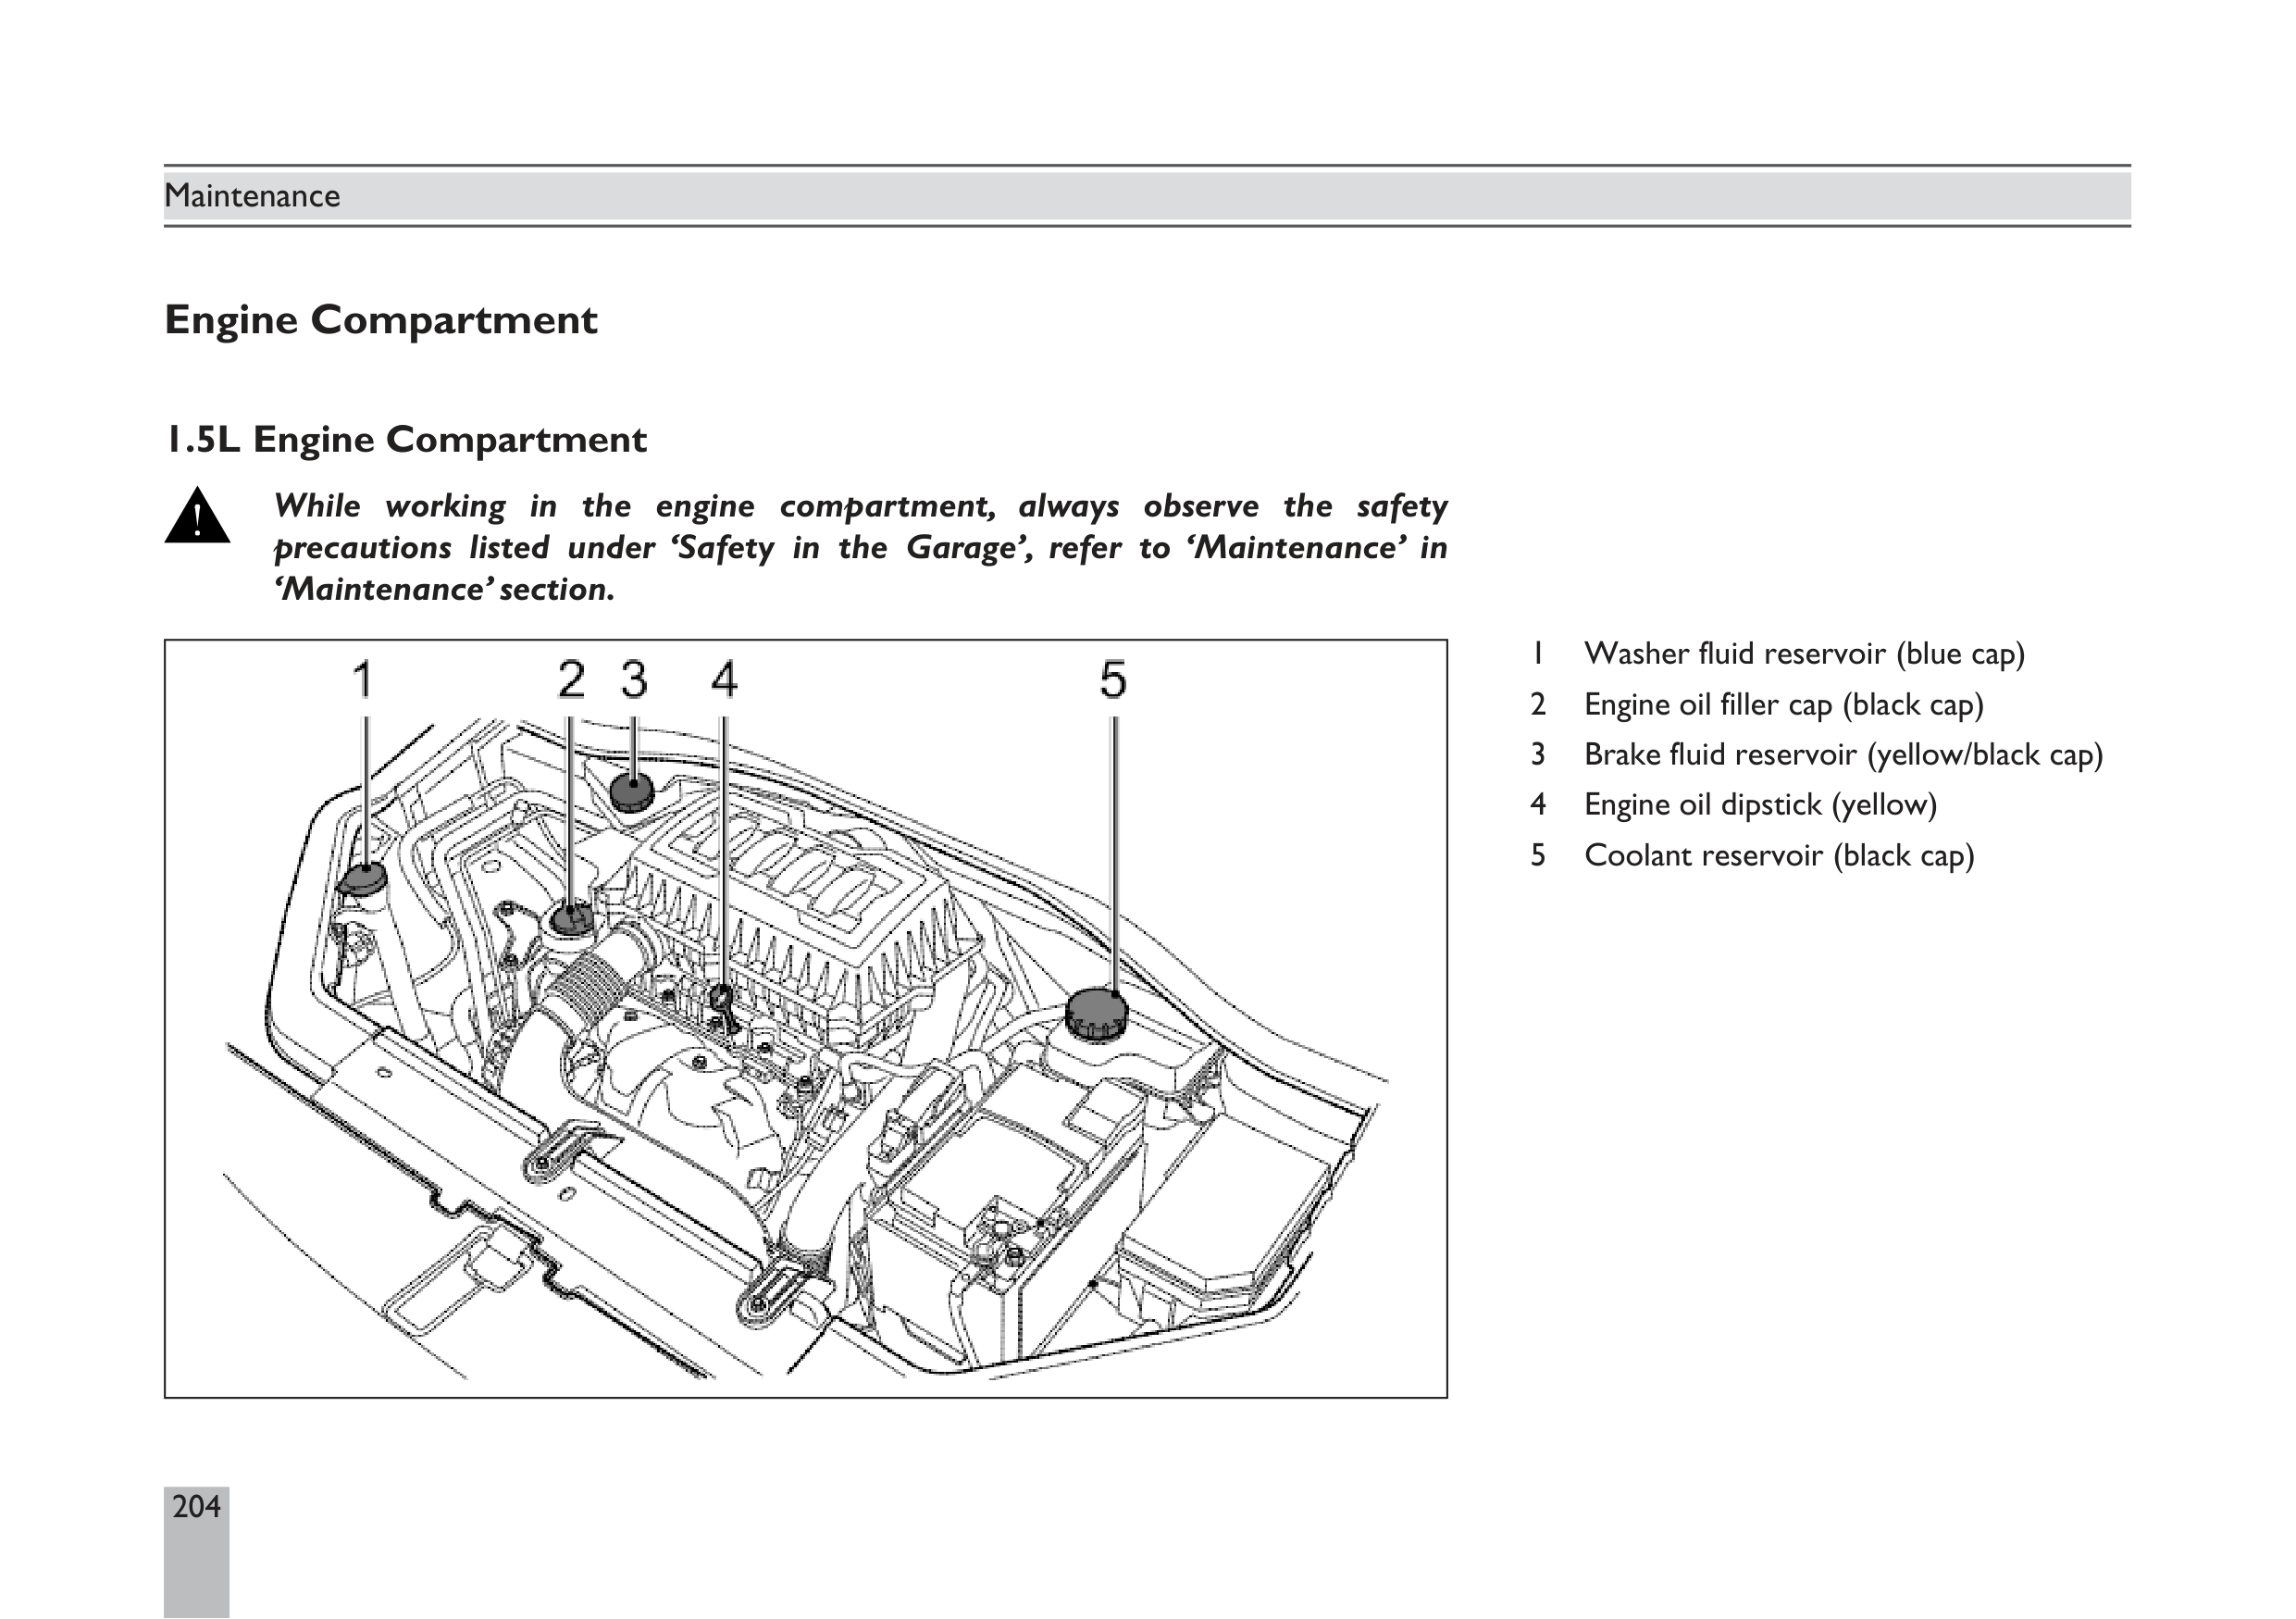 Maintenance
Engine Compartment
1.5L Engine Compartment
While working in the engine compartment, always observe the safety
precautions listed under ‘Safety in the Garage’, refer to ‘Maintenance’ in
‘Maintenance’ section.
1 2 3 4 5
1 Washer fluid reservoir (blue cap)
2 Engine oil filler cap (black cap)
3 Brake fluid reservoir (yellow/black cap)
4 Engine oil dipstick (yellow)
5 Coolant reservoir (black cap)
204